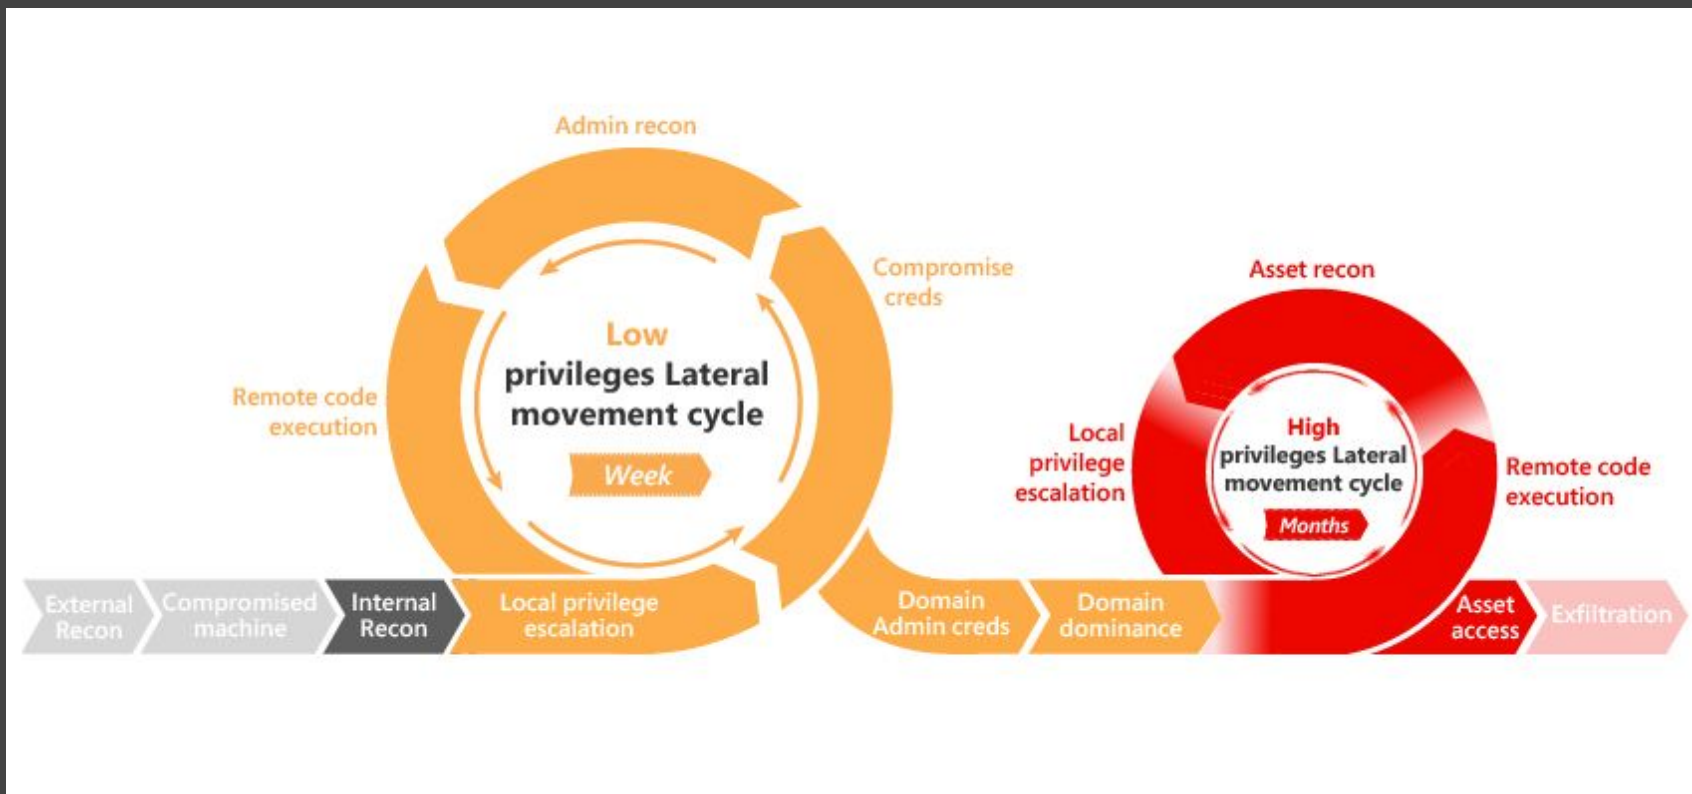 Admin recon
Compromise
creds
Low
privileges Lateral
movement cycle
Week
Remote code
execution
Asset recon
High
privileges Lateral
movement cycle
Months
Local
privilege
escalation
Remote code
execution
External
Recon
Compromised
machine
Internal
Recon
Local privilege
escalation
Domain
Admin creds
Domain
dominance
Asset
access
Exfiltration